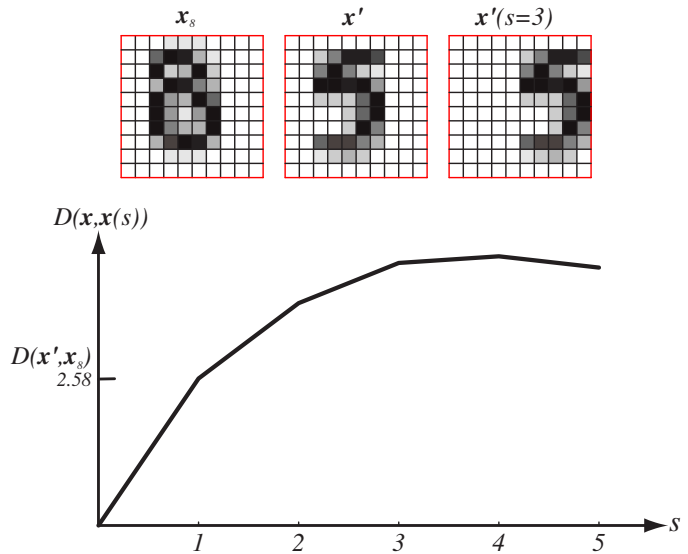 x₈ x' x'(s=3)
D(x,x(s))
D(x',x₈)
2.58
1 2 3 4 5 s